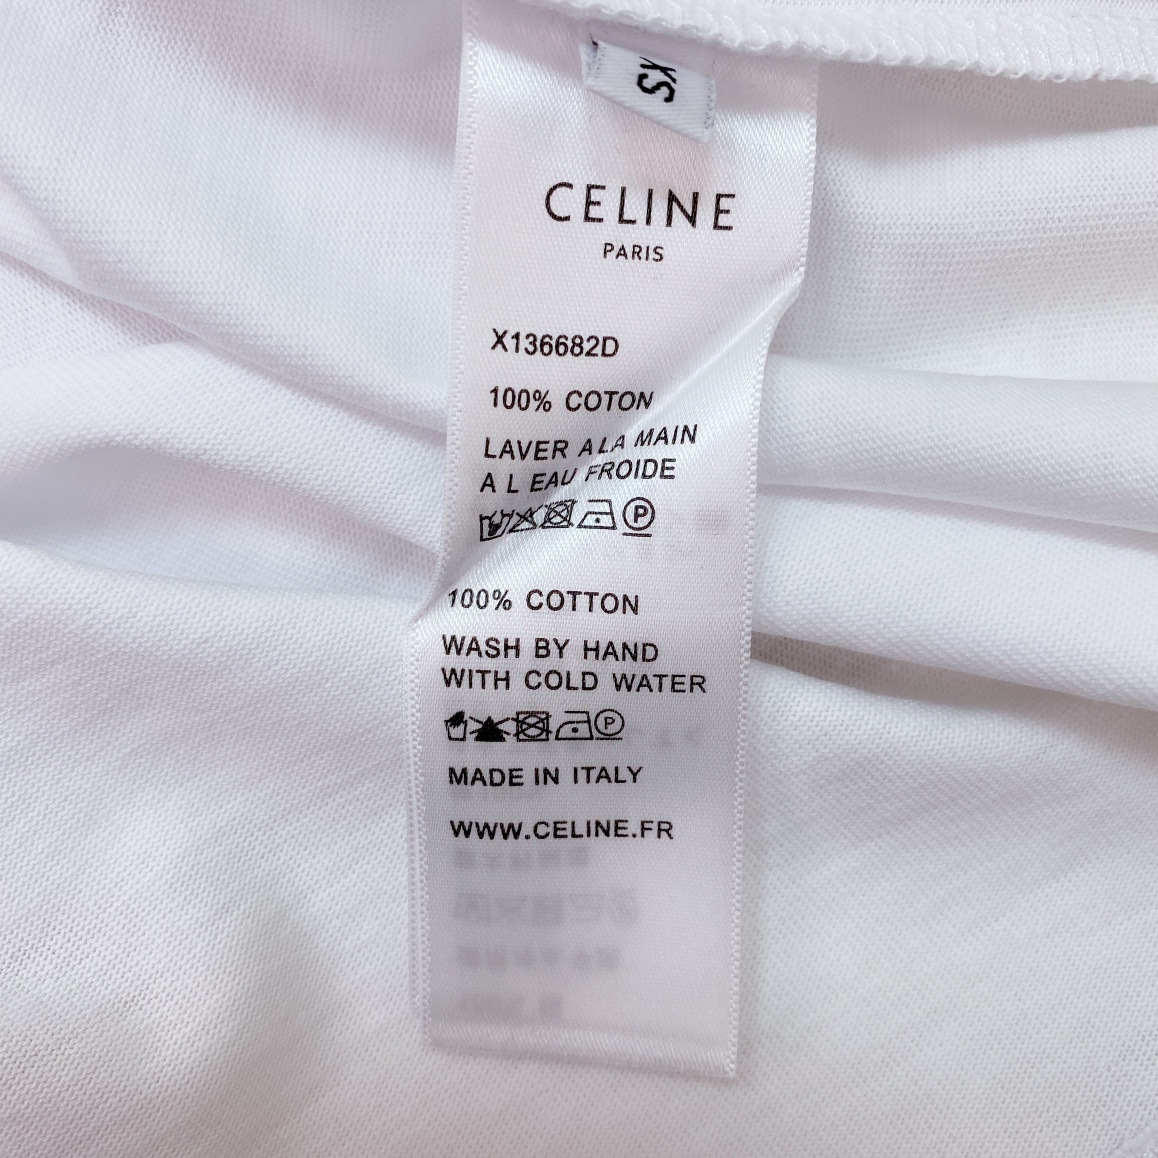 XS
CELINE
PARIS
X136682D
100% COTON
LAVER A LA MAIN
A L EAU FROIDE
P
100% COTTON
WASH BY HAND
WITH COLD WATER
P
MADE IN ITALY
WWW.CELINE.FR